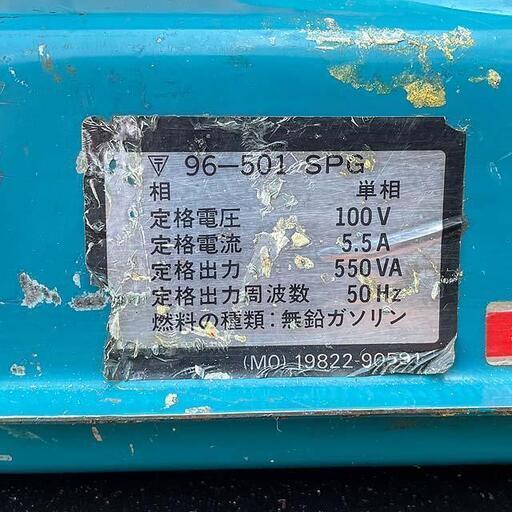 96-501 SPG
相 単相
定格電圧 100V
定格電流 5.5A
定格出力 550VA
定格出力周波数 50Hz
燃料の種類:無鉛ガソリン
(MO) 19822-90591